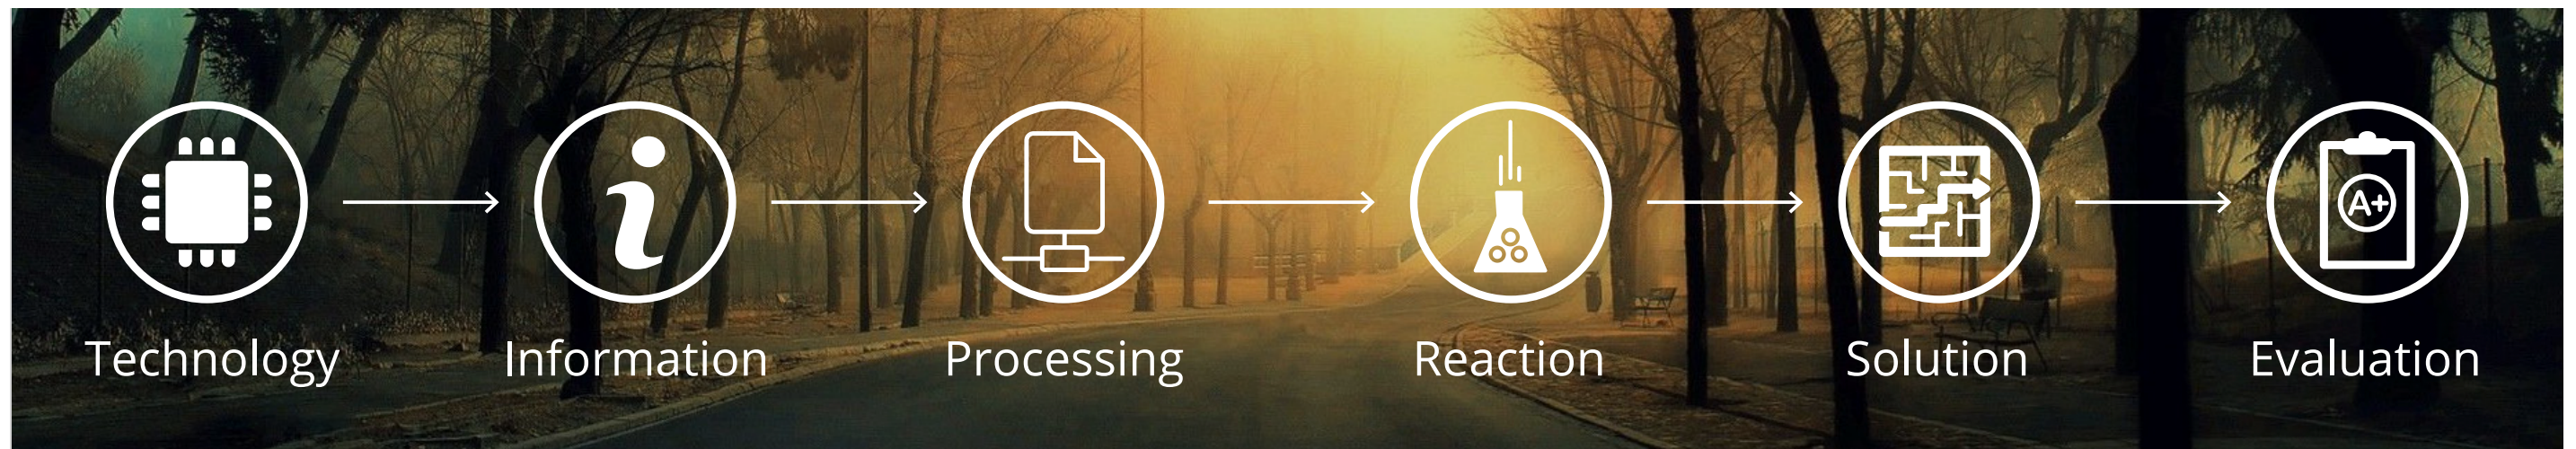 A+
Technology
Information
Processing
Reaction
Solution
Evaluation